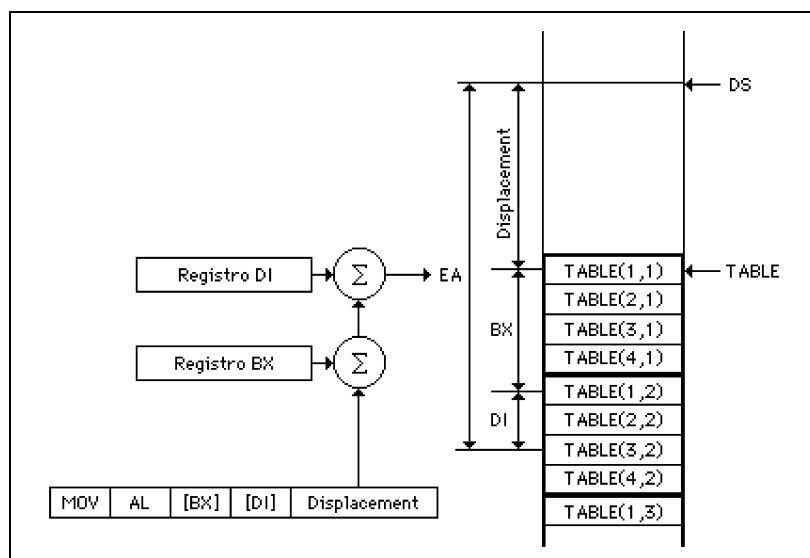 DS
Displacement
Registro DI
Σ
EA
TABLE(1,1)
TABLE
TABLE(2,1)
BX
TABLE(3,1)
Registro BX
Σ
TABLE(4,1)
TABLE(1,2)
DI
TABLE(2,2)
TABLE(3,2)
TABLE(4,2)
MOV AL [BX] [DI] Displacement
TABLE(1,3)